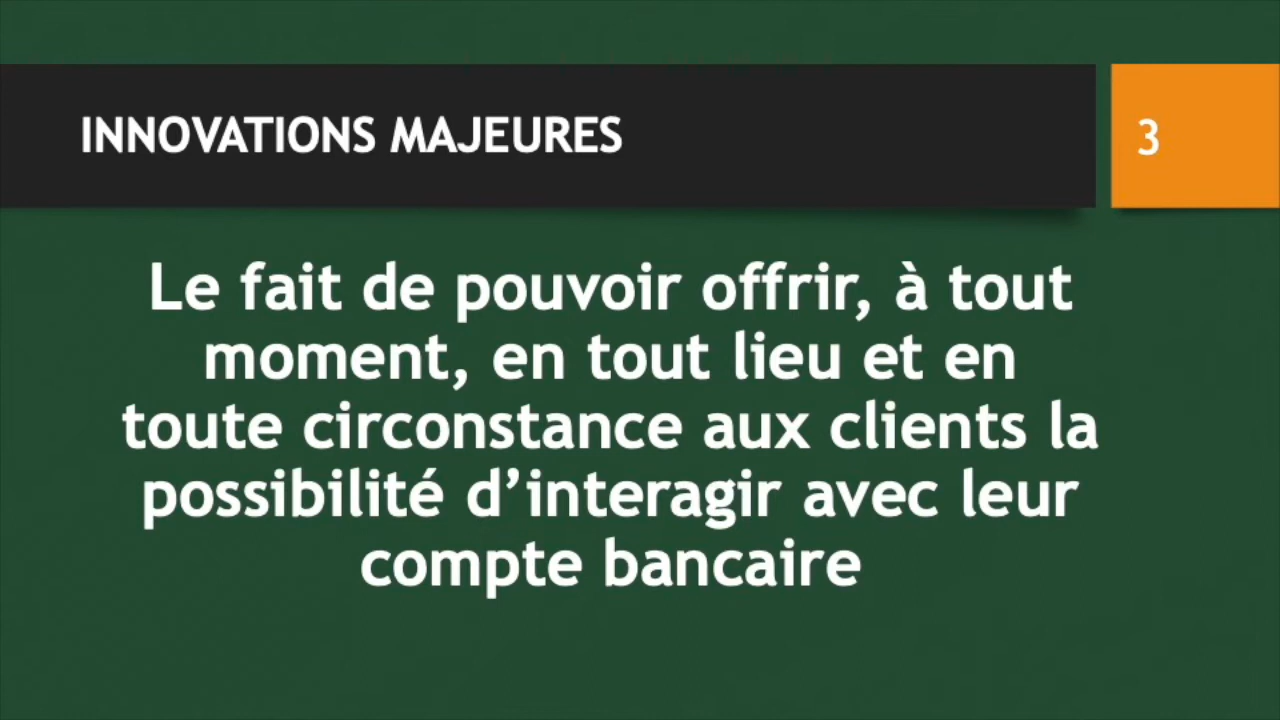 INNOVATIONS MAJEURES
3
Le fait de pouvoir offrir, à tout
moment, en tout lieu et en
toute circonstance aux clients la
possibilité d’interagir avec leur
compte bancaire